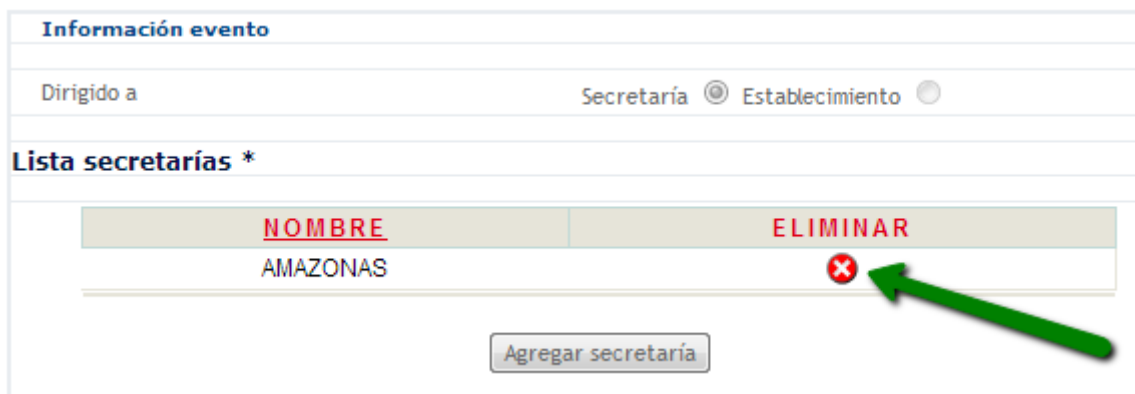 Información evento
Dirigido a Secretaría Establecimiento
Lista secretarías *
NOMBRE ELIMINAR
AMAZONAS
Agregar secretaría